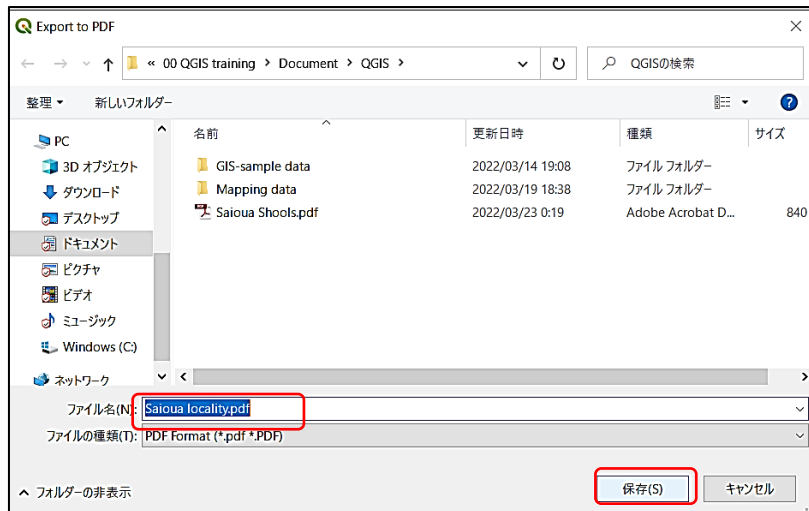 Export to PDF
« 00 QGIS training > Document > QGIS > QGISの検索
整理 新しいフォルダー
名前 更新日時 種類 サイズ
PC
3D オブジェクト
ダウンロード
デスクトップ
ドキュメント
ピクチャ
ビデオ
ミュージック
Windows (C:)
ネットワーク
GIS-sample data 2022/03/14 19:08 ファイル フォルダー
Mapping data 2022/03/19 18:38 ファイル フォルダー
Saioua Shools.pdf 2022/03/23 0:19 Adobe Acrobat D... 840
ファイル名(N): Saioua locality.pdf
ファイルの種類(T): PDF Format (*.pdf *.PDF)
フォルダーの非表示 保存(S) キャンセル